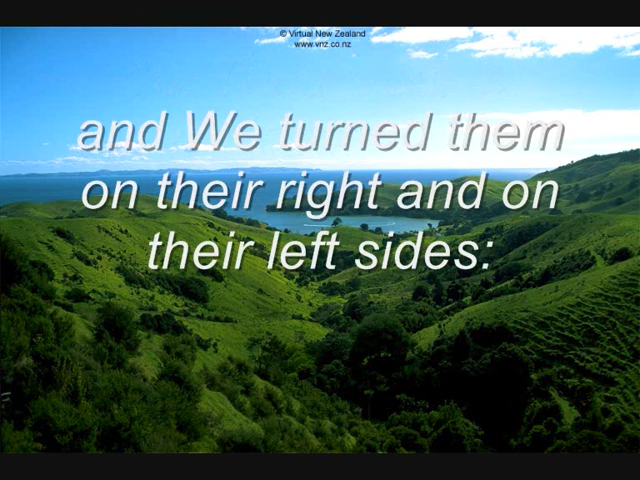 © Virtual New Zealand
www.vnz.co.nz
and We turned them
on their right and on
their left sides: